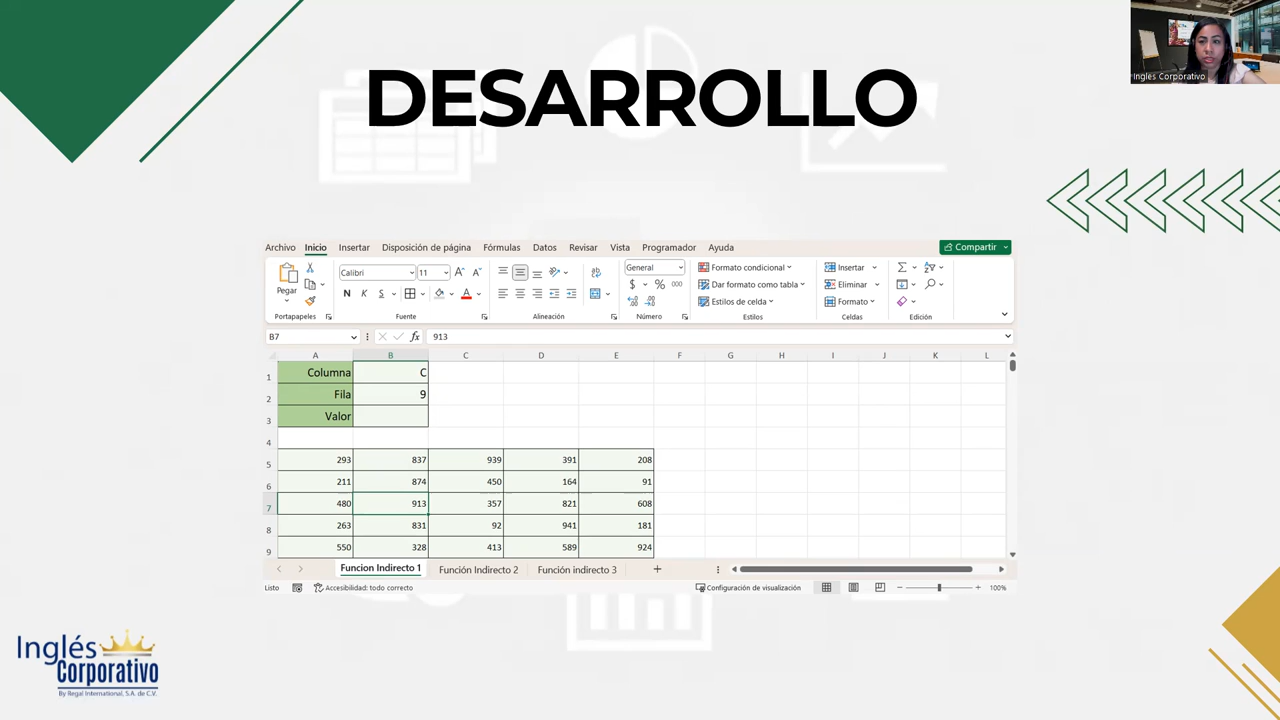 DESARROLLO
Inglés Corporativo
Archivo Inicio Insertar Disposición de página Fórmulas Datos Revisar Vista Programador Ayuda Compartir
Pegar
Calibri 11
N K S
General
$ % 000
Formato condicional
Dar formato como tabla
Estilos de celda
Insertar
Eliminar
Formato
Portapapeles Fuente Alineación Número Estilos Celdas Edición
B7 fx 913
A B C D E F G H I J K L
1 Columna C
2 Fila 9
3 Valor
4
5 293 837 939 391 208
6 211 874 450 164 91
7 480 913 357 821 608
8 263 831 92 941 181
9 550 328 413 589 924
Funcion Indirecto 1 Función Indirecto 2 Función indirecto 3
Listo Accesibilidad: todo correcto Configuración de visualización 100%
Inglés
Corporativo
By Regal International, S.A. de C.V.